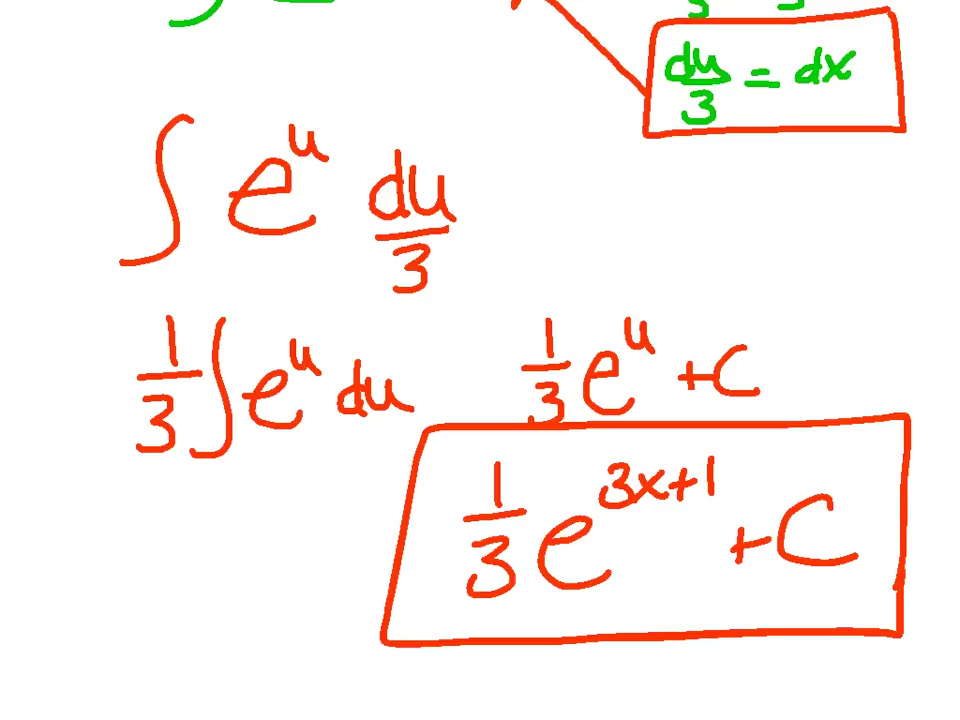 du/3 = dx
∫ e^u du/3
1/3 ∫ e^u du    1/3 e^u + C
1/3 e^(3x+1) + C